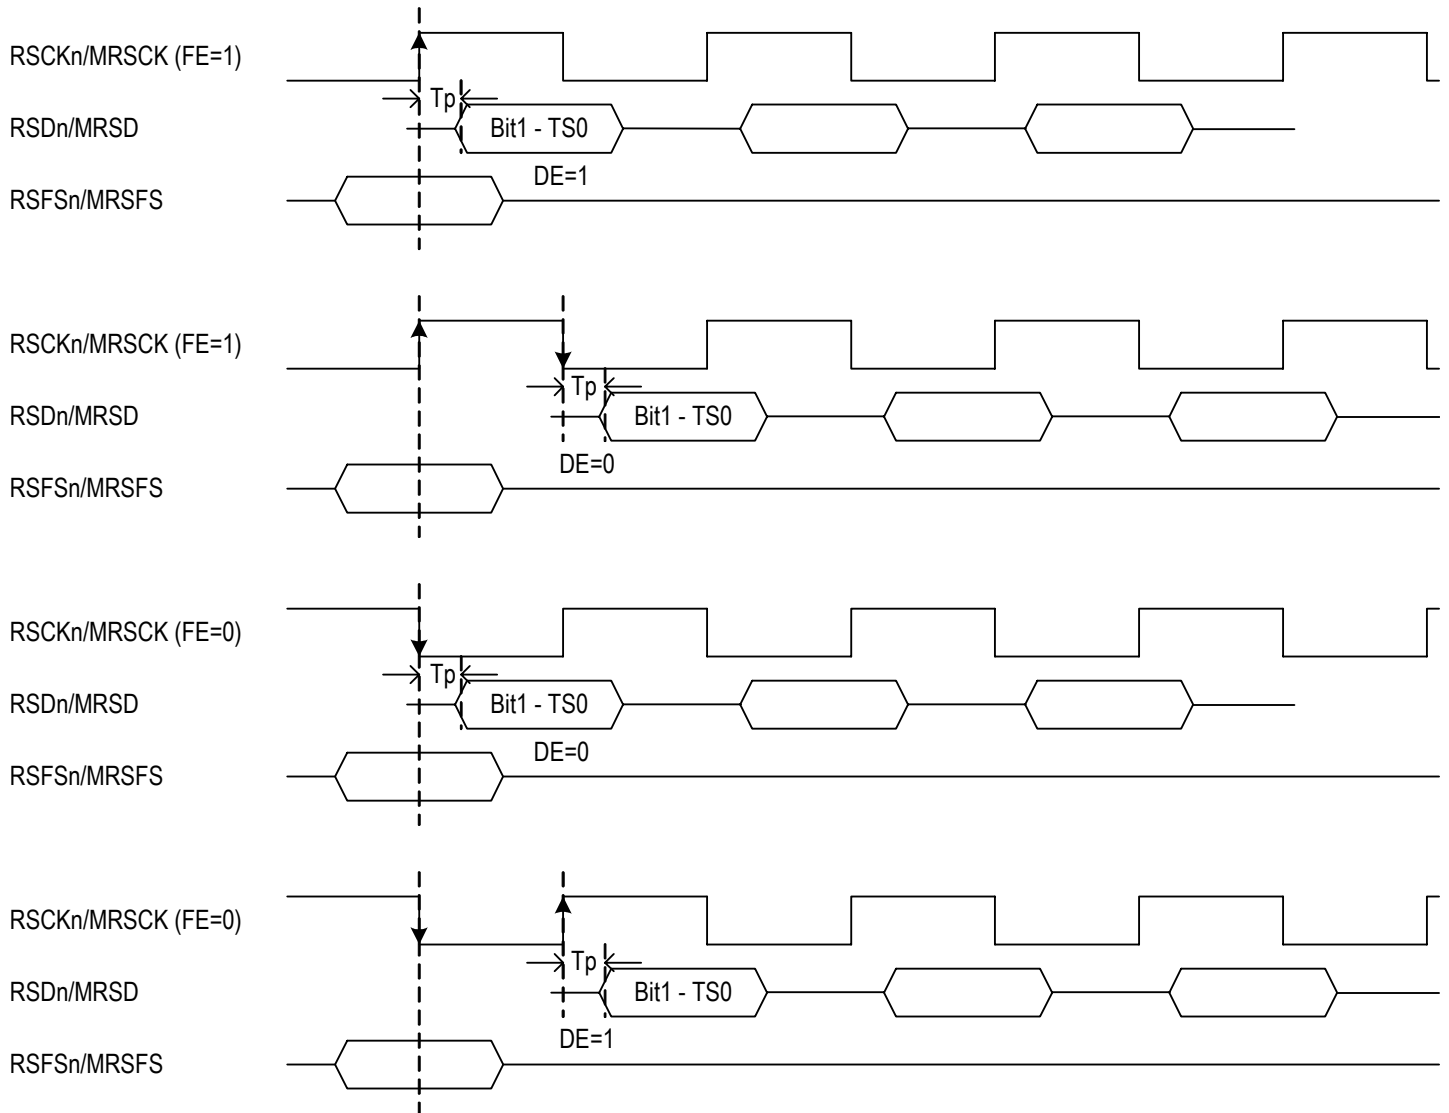 RSCKn/MRSCK (FE=1)
Tp
RSDn/MRSD
Bit1 - TS0
DE=1
RSFSn/MRSFS
RSCKn/MRSCK (FE=1)
Tp
RSDn/MRSD
Bit1 - TS0
DE=0
RSFSn/MRSFS
RSCKn/MRSCK (FE=0)
Tp
RSDn/MRSD
Bit1 - TS0
DE=0
RSFSn/MRSFS
RSCKn/MRSCK (FE=0)
Tp
RSDn/MRSD
Bit1 - TS0
DE=1
RSFSn/MRSFS